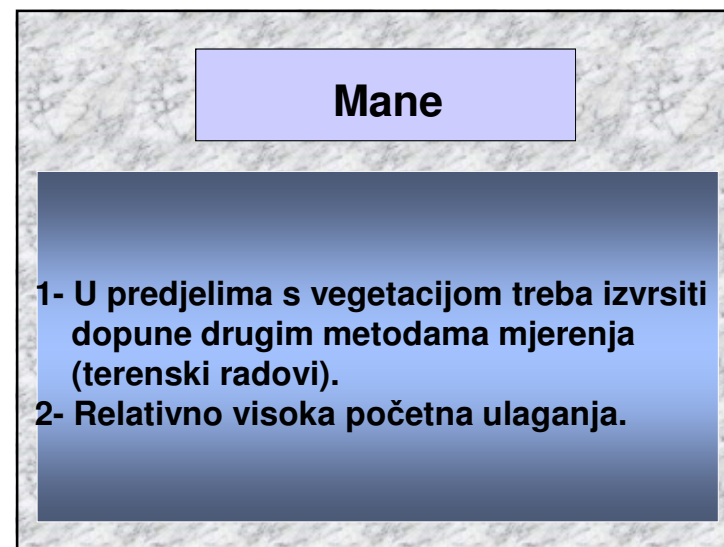 Mane
1- U predjelima s vegetacijom treba izvrsiti
dopune drugim metodama mjerenja
(terenski radovi).
2- Relativno visoka početna ulaganja.